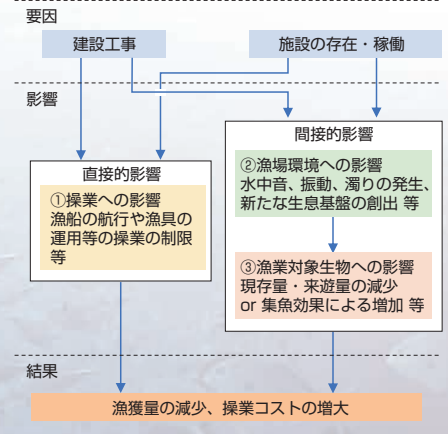 要因
建設工事
施設の存在・稼働
影響
直接的影響
①操業への影響
漁船の航行や漁具の
運用等の操業の制限
等
間接的影響
②漁場環境への影響
水中音、振動、濁りの発生、
新たな生息基盤の創出 等
③漁業対象生物への影響
現存量・来遊量の減少
or 集魚効果による増加 等
結果
漁獲量の減少、操業コストの増大